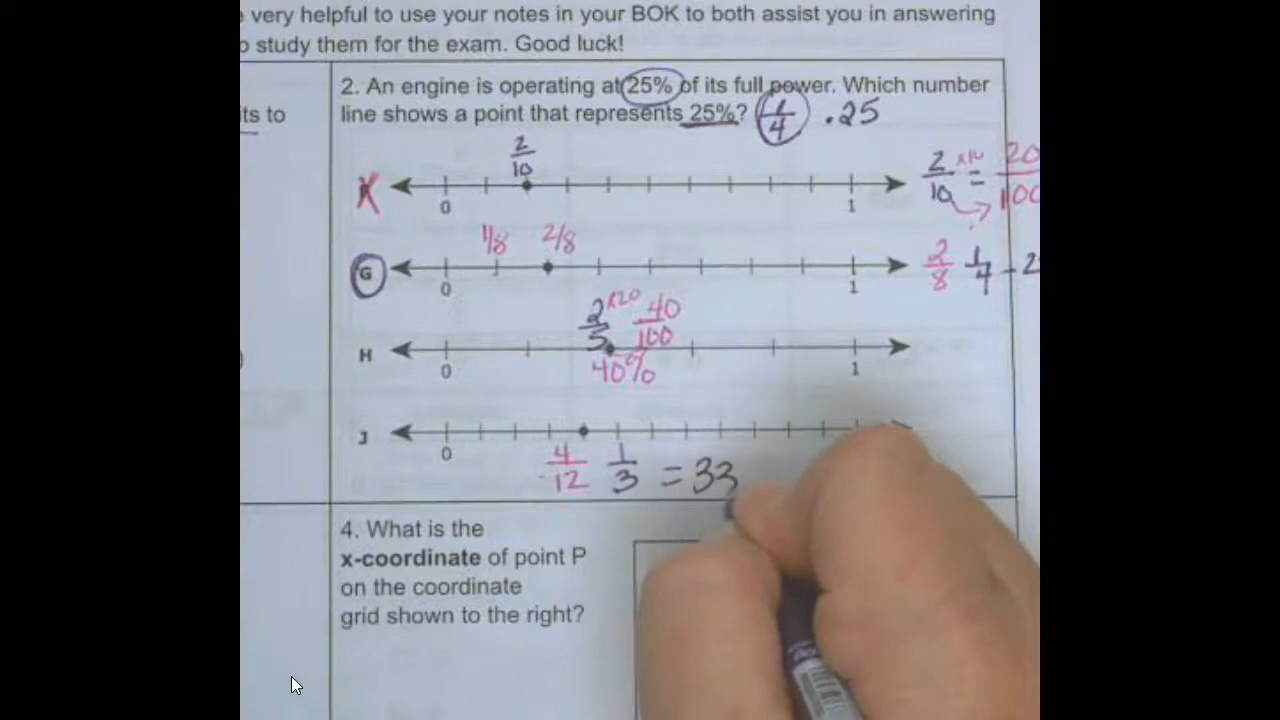 very helpful to use your notes in your BOK to both assist you in answering
o study them for the exam. Good luck!
its to
2. An engine is operating at 25% of its full power. Which number
line shows a point that represents 25%? 1/4 .25
2/10
0 1
2/10 x10 = 20/100
1/8 2/8
G
0 1
2/8 1/4
2/5 x20 40/100
H
0 1
40%
J
0
4/12 1/3 = 33
4. What is the
x-coordinate of point P
on the coordinate
grid shown to the right?